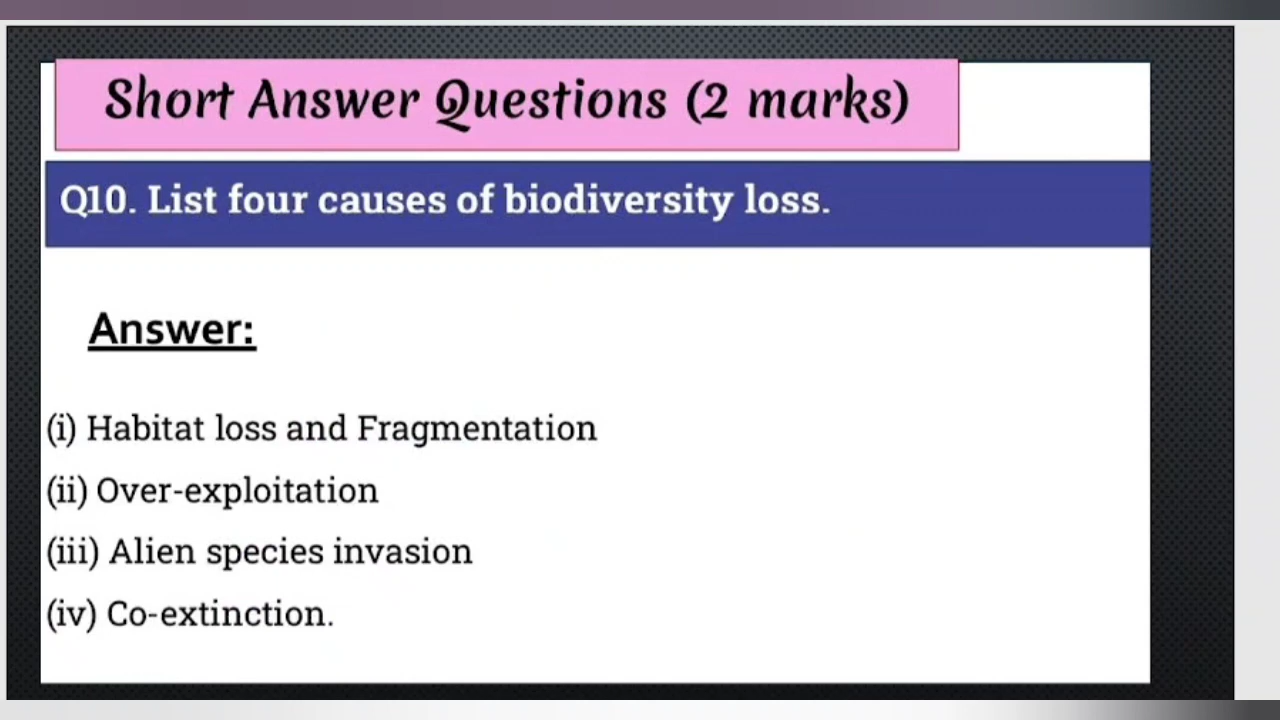 Short Answer Questions (2 marks)
Q10. List four causes of biodiversity loss.
Answer:
(i) Habitat loss and Fragmentation
(ii) Over-exploitation
(iii) Alien species invasion
(iv) Co-extinction.